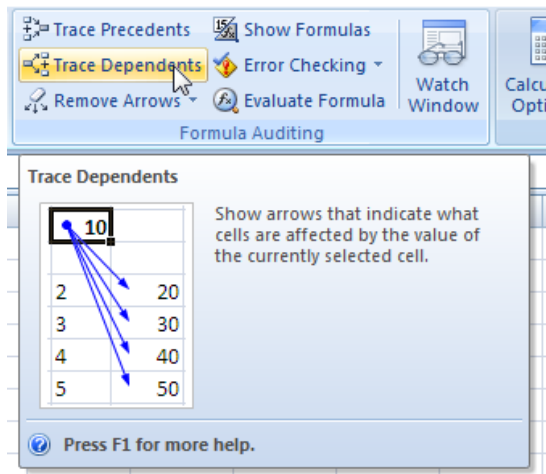 Trace Precedents Show Formulas
Trace Dependents Error Checking
Remove Arrows Evaluate Formula
Watch
Window
Formula Auditing
Trace Dependents
10
2 20
3 30
4 40
5 50
Show arrows that indicate what
cells are affected by the value of
the currently selected cell.
Press F1 for more help.